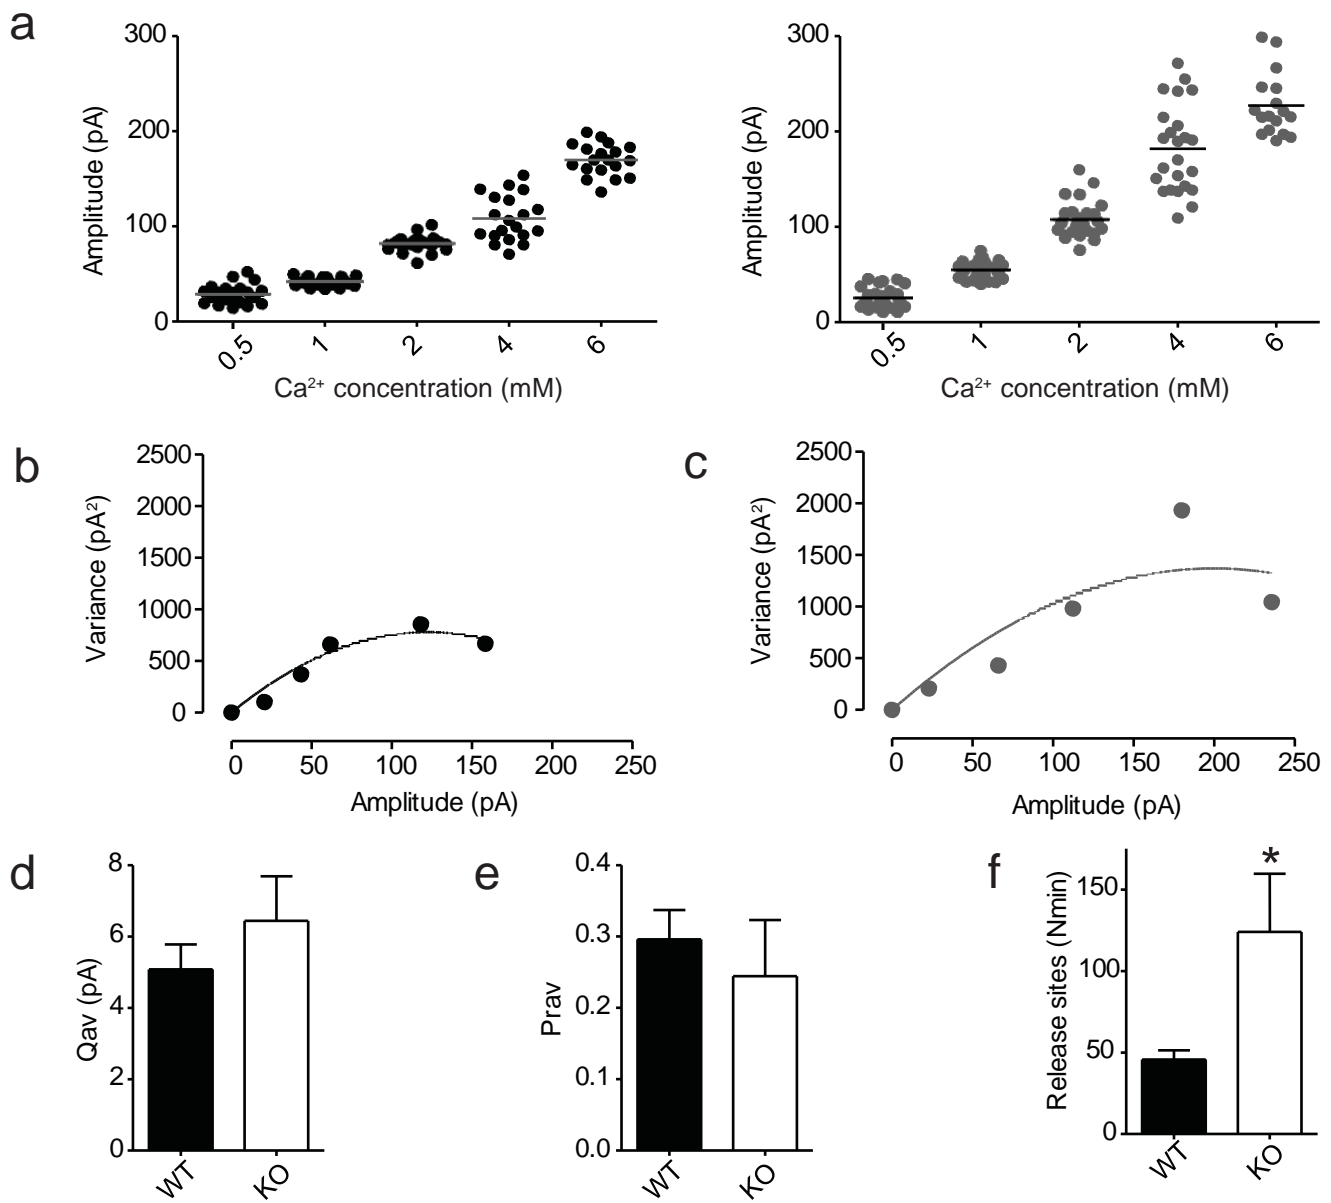 a
300
200
100
0
Amplitude (pA)
0.5 1 2 4 6
Ca²⁺ concentration (mM)
300
200
100
0
Amplitude (pA)
0.5 1 2 4 6
Ca²⁺ concentration (mM)
b
2500
2000
1500
1000
500
0
Variance (pA²)
0 50 100 150 200 250
Amplitude (pA)
c
2500
2000
1500
1000
500
0
Variance (pA²)
0 50 100 150 200 250
Amplitude (pA)
d
8
6
4
2
0
Qav (pA)
WT KO
e
0.4
0.3
0.2
0.1
0.0
Prav
WT KO
f
*
150
100
50
0
Release sites (Nmin)
WT KO